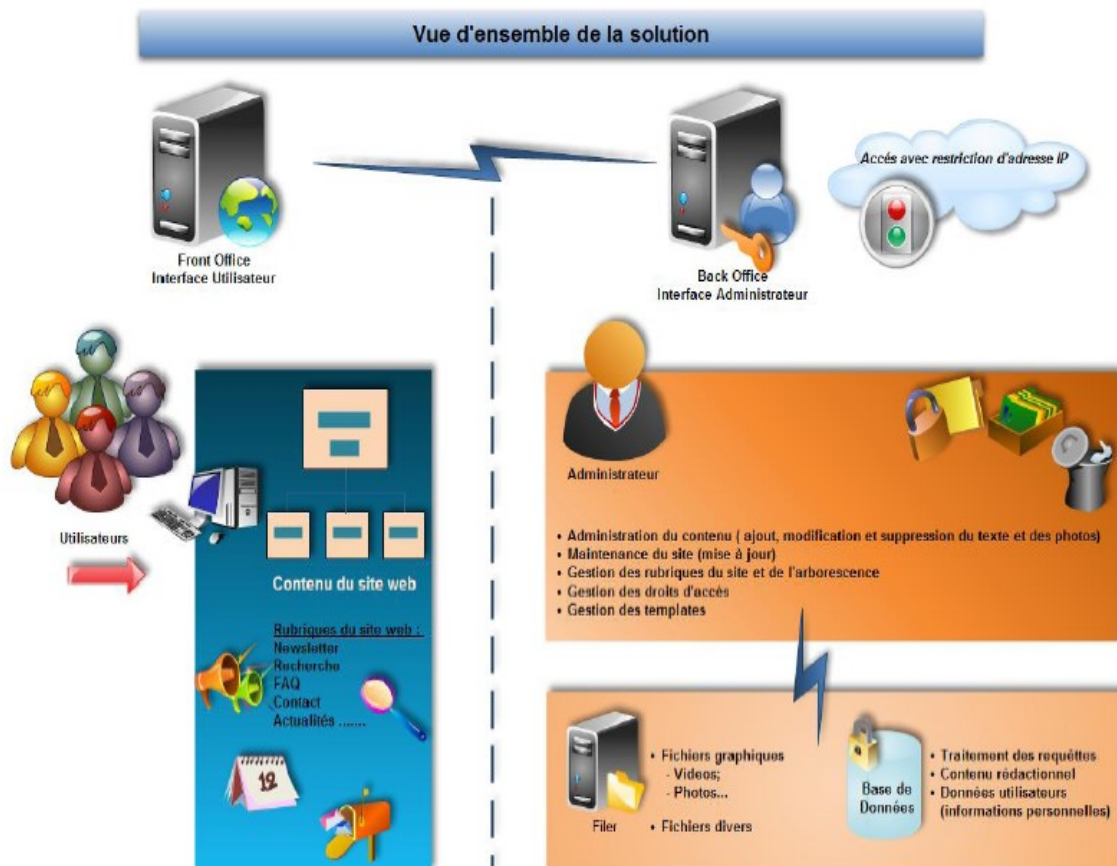 Vue d'ensemble de la solution
Accés avec restriction d'adresse IP
Front Office
Interface Utilisateur
Back Office
Interface Administrateur
Utilisateurs
Contenu du site web
Rubriques du site web :
Newsletter
Recherche
FAQ
Contact
Actualités .......
12
Administrateur
• Administration du contenu ( ajout, modification et suppression du texte et des photos)
• Maintenance du site (mise à jour)
• Gestion des rubriques du site et de l'arborescence
• Gestion des droits d'accés
• Gestion des templates
Filer
• Fichiers graphiques
- Videos;
- Photos...
• Fichiers divers
Base de
Données
• Traitement des requêttes
• Contenu rédactionnel
• Données utilisateurs
(informations personnelles)